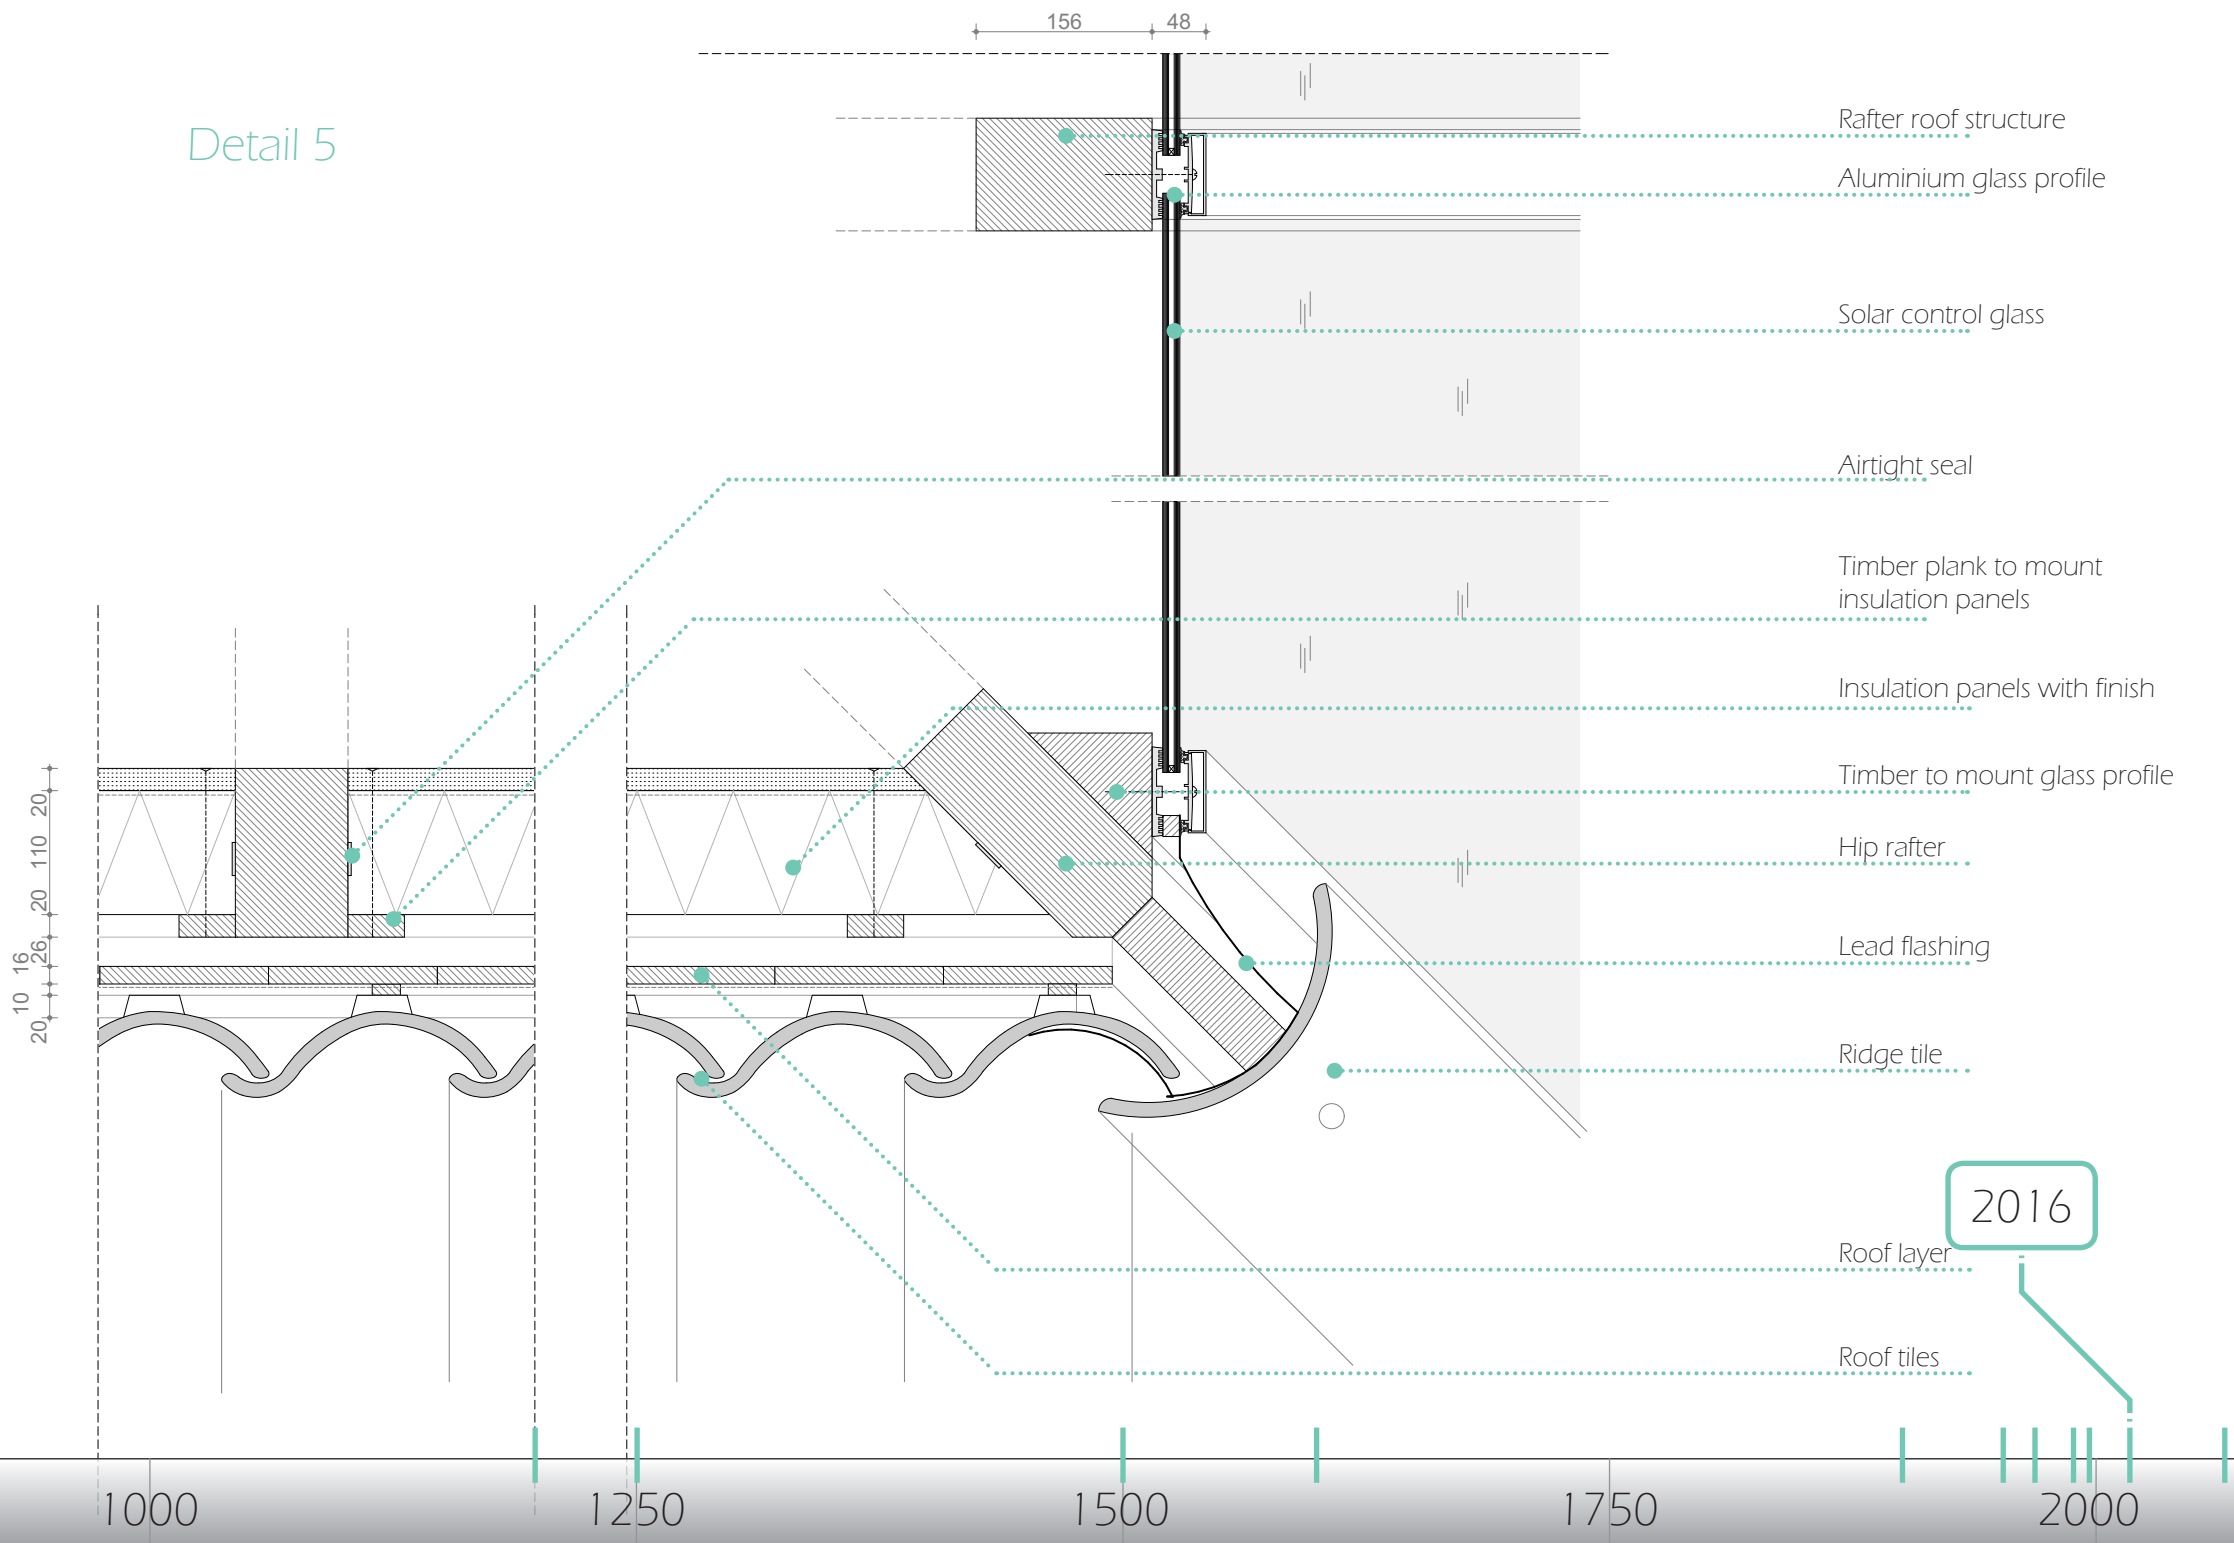 156
48
Detail 5
Rafter roof structure
Aluminium glass profile
Solar control glass
Airtight seal
Timber plank to mount
insulation panels
Insulation panels with finish
Timber to mount glass profile
Hip rafter
Lead flashing
Ridge tile
Roof layer
Roof tiles
20
110
20
26
16
10
20
2016
1000
1250
1500
1750
2000